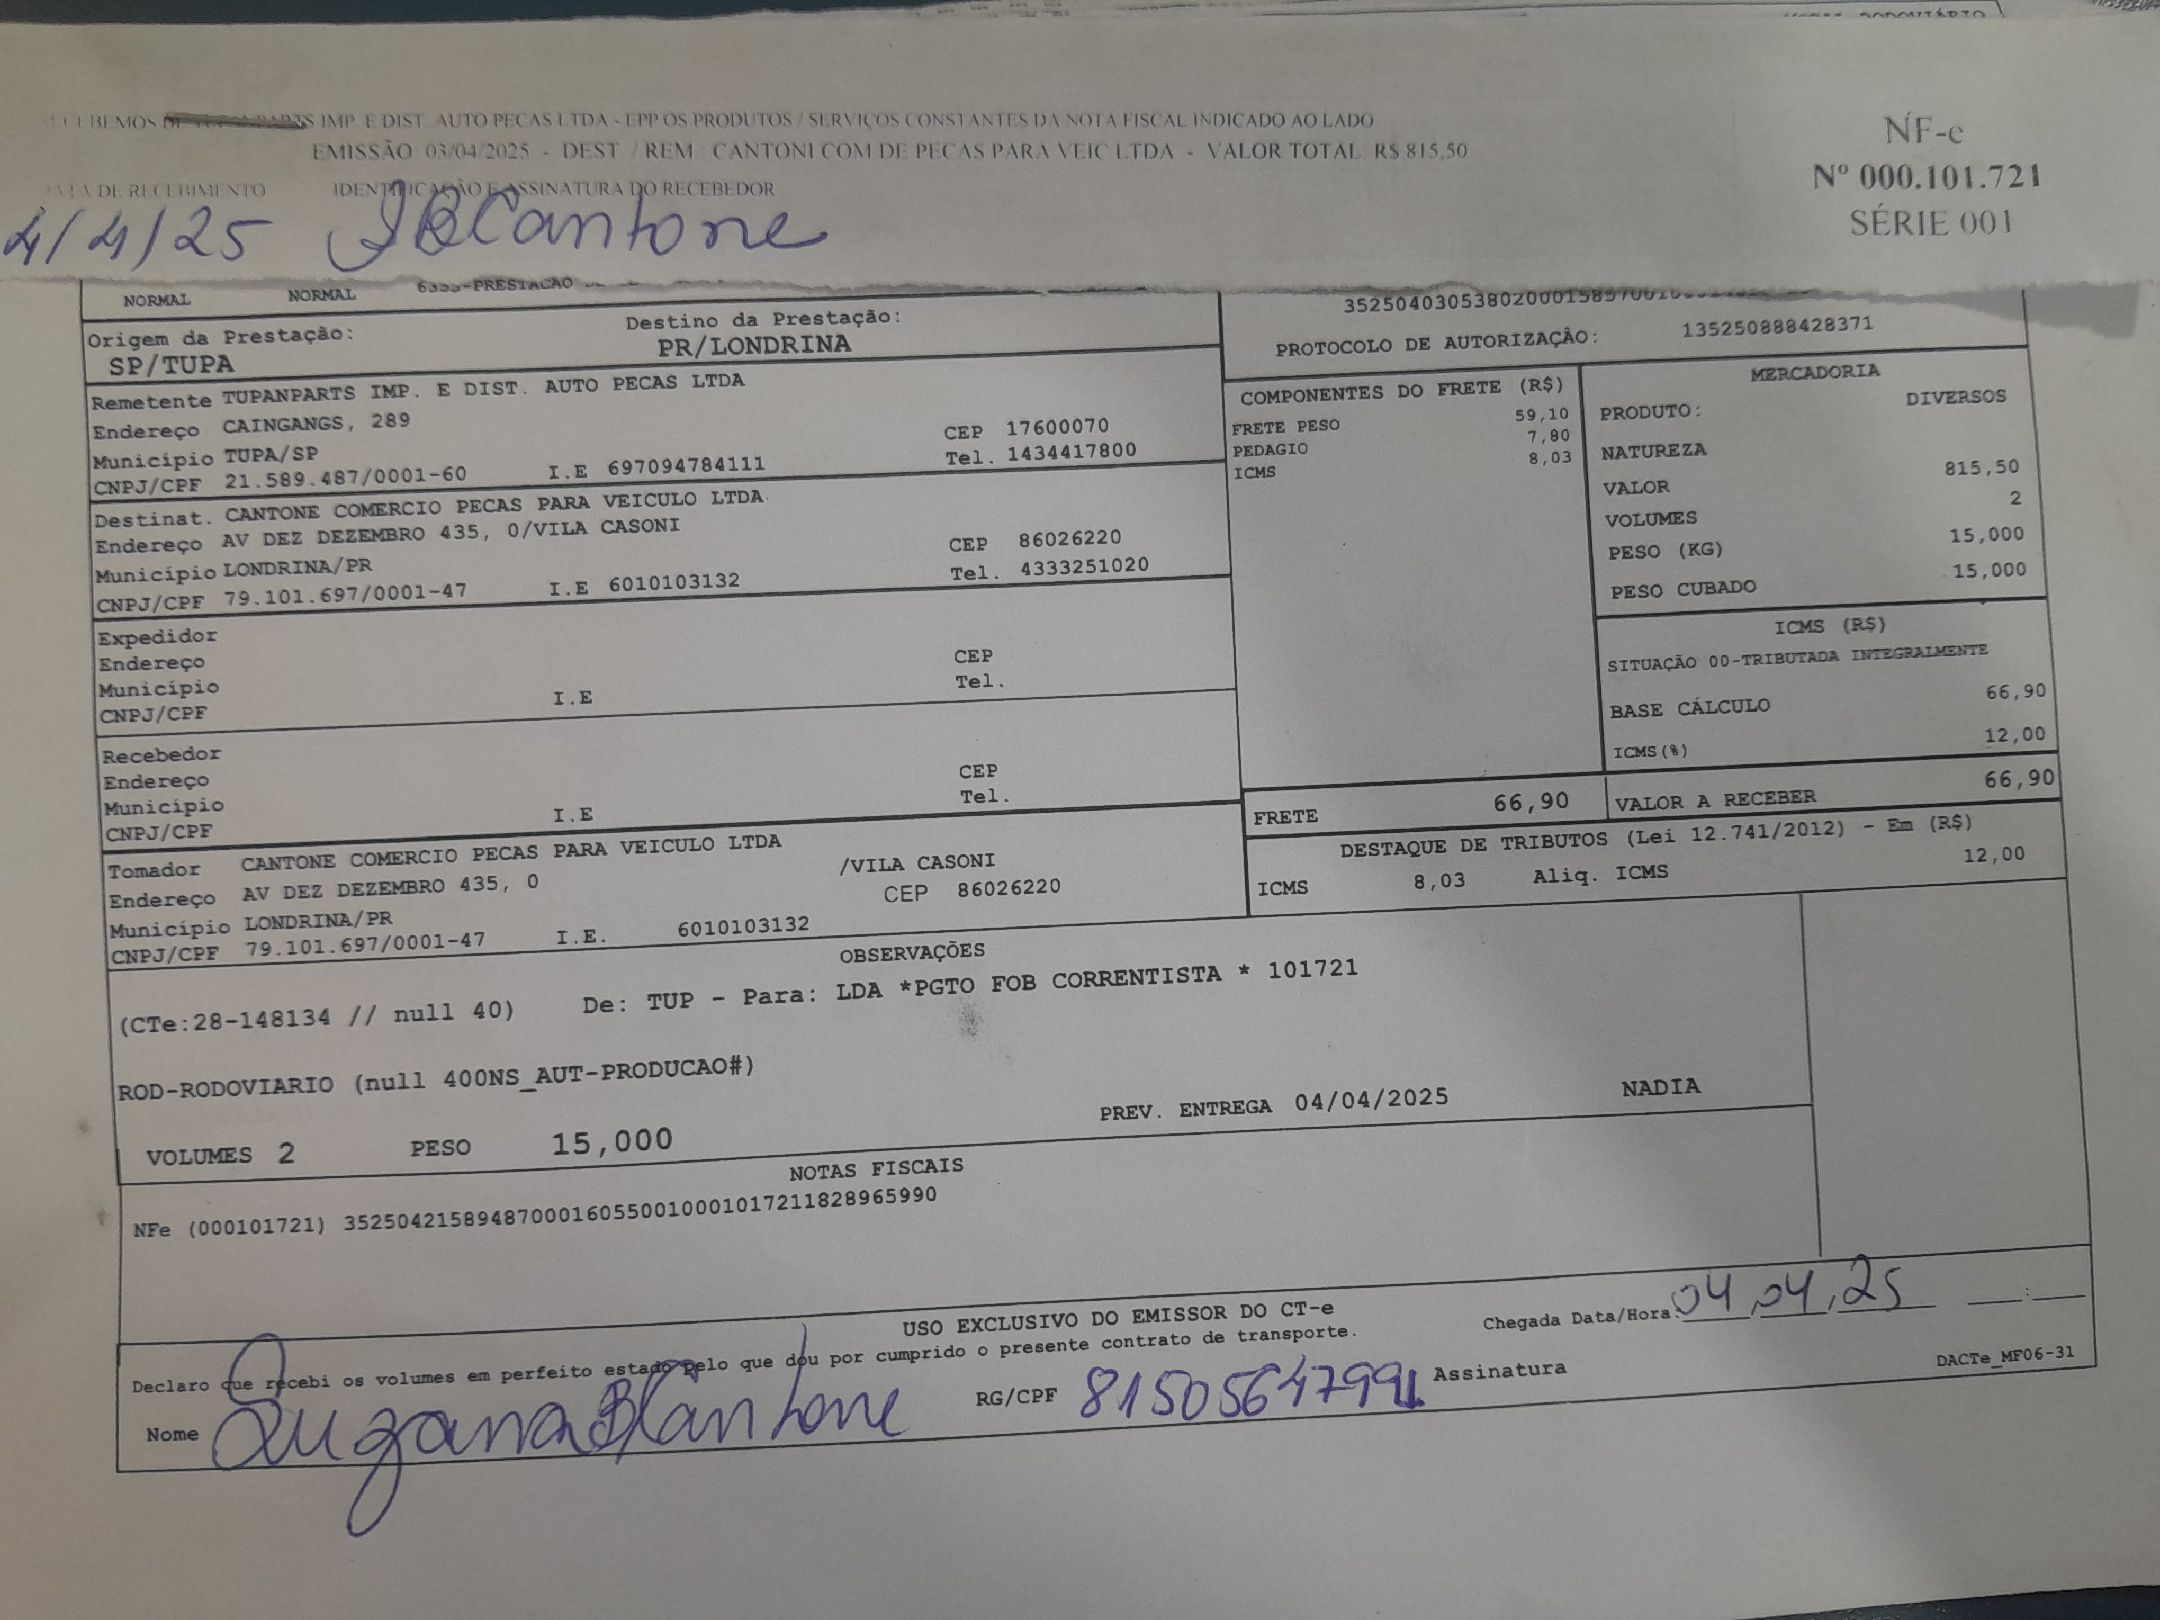 RODOVIÁRIO
IMP. E DIST. AUTO PECAS LTDA - EPP OS PRODUTOS / SERVIÇOS CONSTANTES DA NOTA FISCAL INDICADO AO LADO
EMISSÃO 03/04/2025 - DEST. / REM: CANTONI COM DE PECAS PARA VEIC LTDA - VALOR TOTAL R$ 815,50
DE RECEBIMENTO IDENTIFICAÇÃO E ASSINATURA DO RECEBEDOR
4/4/25 Cantone
NF-e
Nº 000.101.721
SÉRIE 001
NORMAL NORMAL
Origem da Prestação: Destino da Prestação:
SP/TUPA PR/LONDRINA
PROTOCOLO DE AUTORIZAÇÃO: 135250888428371
Remetente TUPANPARTS IMP. E DIST. AUTO PECAS LTDA
Endereço CAINGANGS, 289 CEP 17600070
Município TUPA/SP Tel. 1434417800
CNPJ/CPF 21.589.487/0001-60 I.E 697094784111
Destinat. CANTONE COMERCIO PECAS PARA VEICULO LTDA
Endereço AV DEZ DEZEMBRO 435, 0/VILA CASONI CEP 86026220
Município LONDRINA/PR Tel. 4333251020
CNPJ/CPF 79.101.697/0001-47 I.E 6010103132
Expedidor
Endereço CEP
Município Tel.
CNPJ/CPF I.E
Recebedor
Endereço CEP
Município Tel.
CNPJ/CPF I.E
Tomador CANTONE COMERCIO PECAS PARA VEICULO LTDA
Endereço AV DEZ DEZEMBRO 435, 0 /VILA CASONI
Município LONDRINA/PR CEP 86026220
CNPJ/CPF 79.101.697/0001-47 I.E. 6010103132
COMPONENTES DO FRETE (R$)
FRETE PESO 59,10
PEDAGIO 7,80
ICMS 8,03
MERCADORIA
PRODUTO: DIVERSOS
NATUREZA
VALOR 815,50
VOLUMES 2
PESO (KG) 15,000
PESO CUBADO 15,000
ICMS (R$)
SITUAÇÃO 00-TRIBUTADA INTEGRALMENTE
BASE CÁLCULO 66,90
ICMS(%) 12,00
FRETE 66,90 VALOR A RECEBER 66,90
DESTAQUE DE TRIBUTOS (Lei 12.741/2012) - Em (R$)
ICMS 8,03 Aliq. ICMS 12,00
OBSERVAÇÕES
(CTe:28-148134 // null 40) De: TUP - Para: LDA *PGTO FOB CORRENTISTA * 101721
ROD-RODOVIARIO (null 400NS_AUT-PRODUCAO#)
VOLUMES 2 PESO 15,000 PREV. ENTREGA 04/04/2025 NADIA
NOTAS FISCAIS
NFe (000101721) 35250421589487000160550010001017211828965990
USO EXCLUSIVO DO EMISSOR DO CT-e
Declaro que recebi os volumes em perfeito estado pelo que dou por cumprido o presente contrato de transporte.
Chegada Data/Hora: 04,04,25 __:__
Nome Suzana B Cantone RG/CPF 81505647991 Assinatura
DACTe_MF06-31